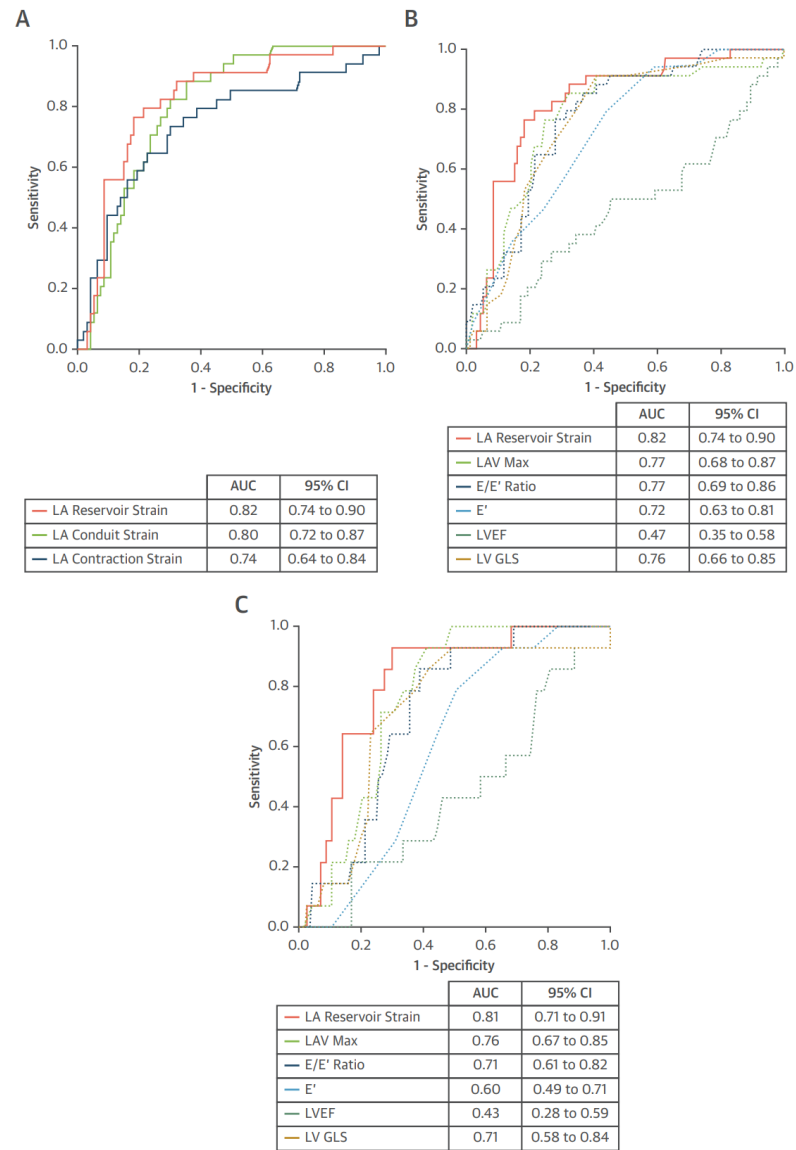 A
1.0
0.8
0.6
0.4
0.2
0.0
Sensitivity
0.0 0.2 0.4 0.6 0.8 1.0
1 - Specificity
AUC 95% CI
LA Reservoir Strain 0.82 0.74 to 0.90
LA Conduit Strain 0.80 0.72 to 0.87
LA Contraction Strain 0.74 0.64 to 0.84
B
1.0
0.8
0.6
0.4
0.2
0.0
Sensitivity
0.0 0.2 0.4 0.6 0.8 1.0
1 - Specificity
AUC 95% CI
LA Reservoir Strain 0.82 0.74 to 0.90
LAV Max 0.77 0.68 to 0.87
E/E' Ratio 0.77 0.69 to 0.86
E' 0.72 0.63 to 0.81
LVEF 0.47 0.35 to 0.58
LV GLS 0.76 0.66 to 0.85
C
1.0
0.8
0.6
0.4
0.2
0.0
Sensitivity
0.0 0.2 0.4 0.6 0.8 1.0
1 - Specificity
AUC 95% CI
LA Reservoir Strain 0.81 0.71 to 0.91
LAV Max 0.76 0.67 to 0.85
E/E' Ratio 0.71 0.61 to 0.82
E' 0.60 0.49 to 0.71
LVEF 0.43 0.28 to 0.59
LV GLS 0.71 0.58 to 0.84